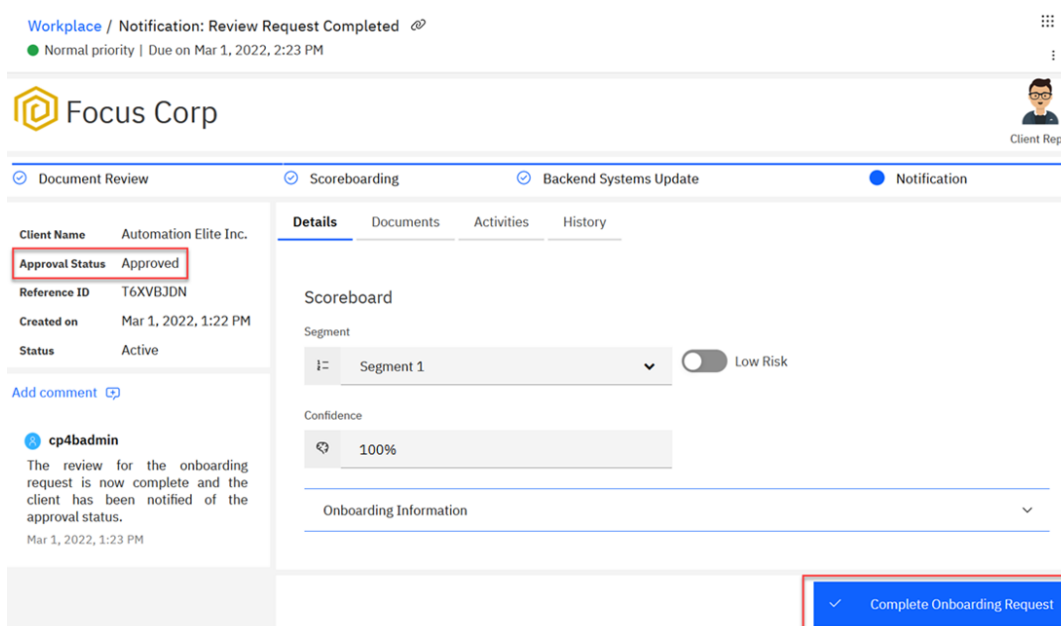 Workplace / Notification: Review Request Completed
Normal priority | Due on Mar 1, 2022, 2:23 PM
Focus Corp
Client Rep
Document Review
Scoreboarding
Backend Systems Update
Notification
Client Name Automation Elite Inc.
Approval Status Approved
Reference ID T6XVBJDN
Created on Mar 1, 2022, 1:22 PM
Status Active
Add comment
cp4badmin
The review for the onboarding
request is now complete and the
client has been notified of the
approval status.
Mar 1, 2022, 1:23 PM
Details Documents Activities History
Scoreboard
Segment
Segment 1
Low Risk
Confidence
100%
Onboarding Information
Complete Onboarding Request